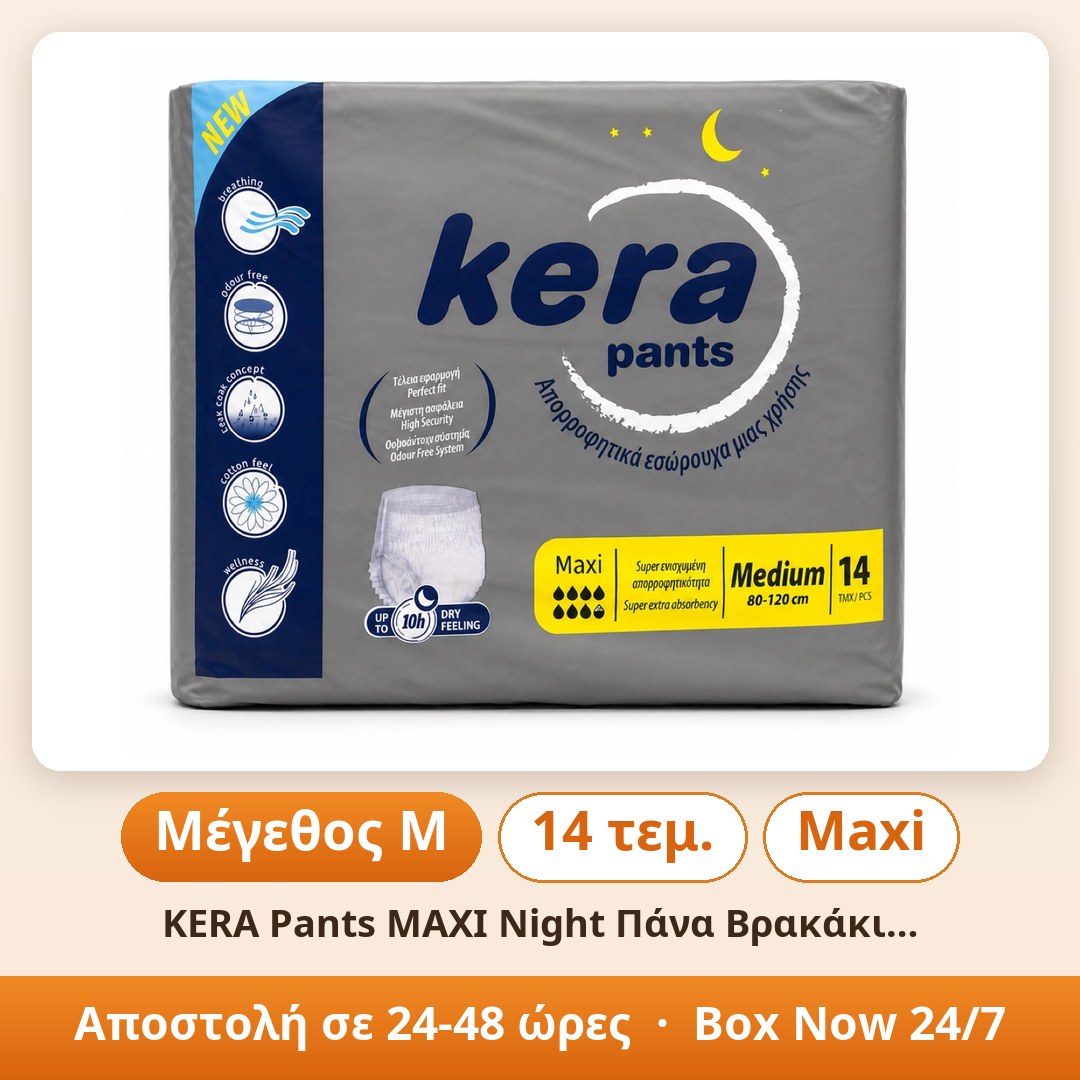 NEW
breathing
odour free
leak coak concept
cotton feel
wellness
kera
pants
Απορροφητικά εσώρουχα μιας χρήσης
Τέλεια εφαρμογή
Perfect fit
Μέγιστη ασφάλεια
High Security
σύστημα
Odour Free System
UP TO
10h
DRY FEELING
Maxi
Super ενισχυμένη
απορροφητικότητα
Super extra absorbency
Medium
80-120 cm
14
ΤΜΧ/ PCS
Μέγεθος M
14 τεμ.
Maxi
KERA Pants MAXI Night Πάνα Βρακάκι...
Αποστολή σε 24-48 ώρες · Box Now 24/7